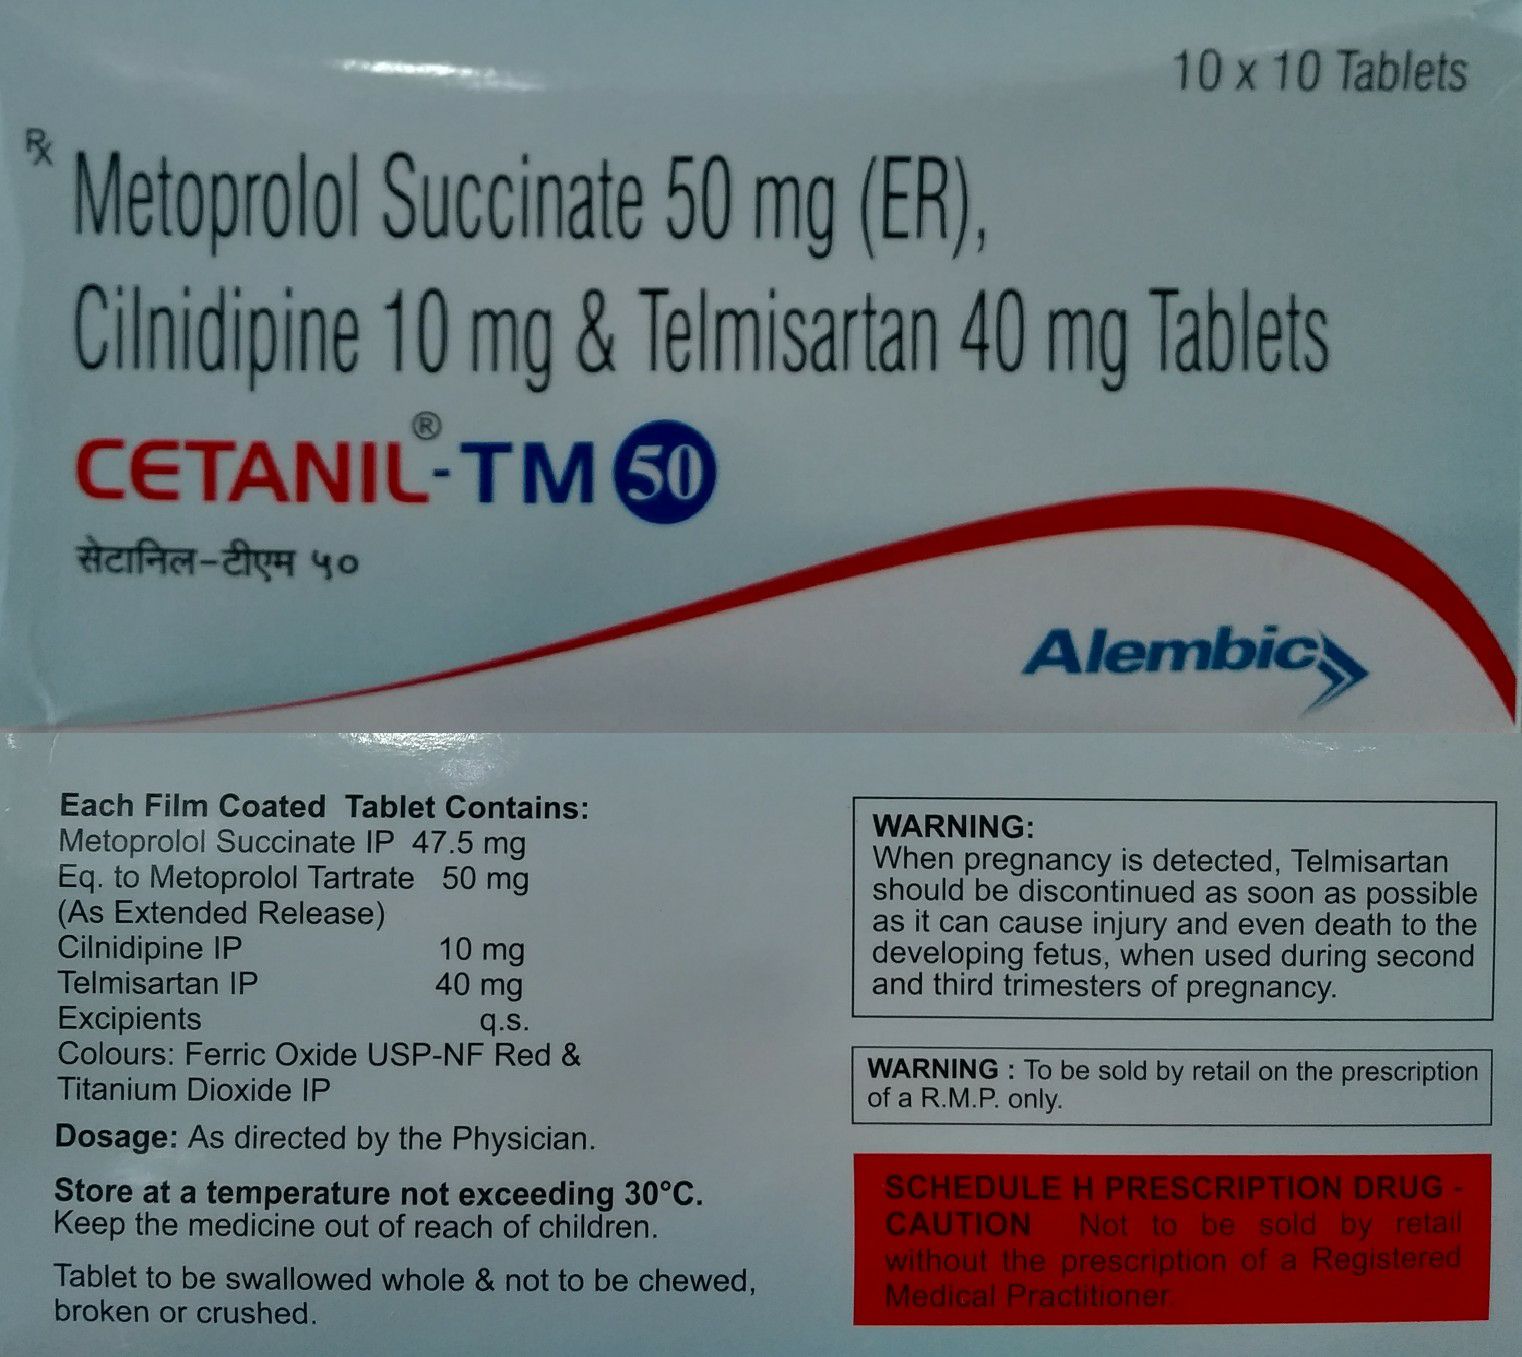 10 x 10 Tablets
Rx Metoprolol Succinate 50 mg (ER),
Cilnidipine 10 mg & Telmisartan 40 mg Tablets
CETANIL®-TM 50
सेटानिल-टीएम ५०
Alembic
Each Film Coated Tablet Contains:
Metoprolol Succinate IP 47.5 mg
Eq. to Metoprolol Tartrate 50 mg
(As Extended Release)
Cilnidipine IP 10 mg
Telmisartan IP 40 mg
Excipients q.s.
Colours: Ferric Oxide USP-NF Red &
Titanium Dioxide IP
Dosage: As directed by the Physician.
Store at a temperature not exceeding 30°C.
Keep the medicine out of reach of children.
Tablet to be swallowed whole & not to be chewed,
broken or crushed.
WARNING:
When pregnancy is detected, Telmisartan
should be discontinued as soon as possible
as it can cause injury and even death to the
developing fetus, when used during second
and third trimesters of pregnancy.
WARNING : To be sold by retail on the prescription
of a R.M.P. only.
SCHEDULE H PRESCRIPTION DRUG -
CAUTION Not to be sold by retail
without the prescription of a Registered
Medical Practitioner.